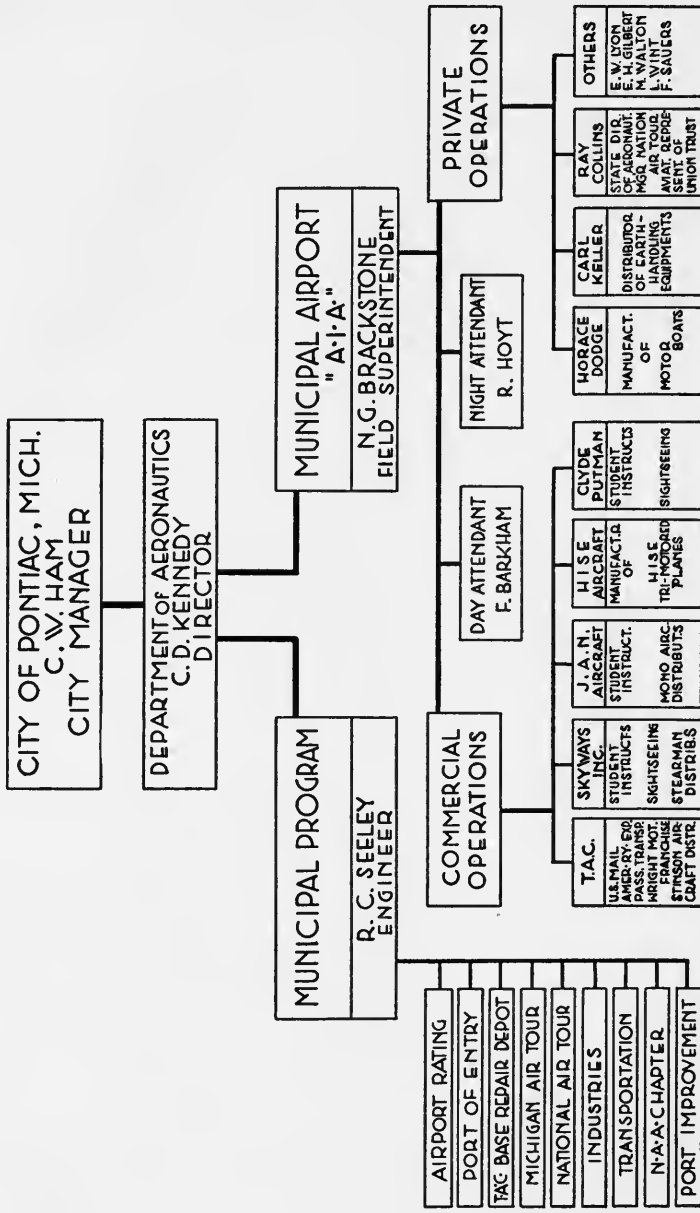 CITY OF PONTIAC, MICH.
C. W. HAM
CITY MANAGER
DEPARTMENT OF AERONAUTICS
C. D. KENNEDY
DIRECTOR
MUNICIPAL PROGRAM
R. C. SEELEY
ENGINEER
MUNICIPAL AIRPORT
"A·1·A·"
N. G. BRACKSTONE
FIELD SUPERINTENDENT
AIRPORT RATING
PORT OF ENTRY
TAC· BASE REPAIR DEPOT
MICHIGAN AIR TOUR
NATIONAL AIR TOUR
INDUSTRIES
TRANSPORTATION
N·A·A·CHAPTER
PORT IMPROVEMENT
COMMERCIAL
OPERATIONS
DAY ATTENDANT
F. BARKHAM
NIGHT ATTENDANT
R. HOYT
PRIVATE
OPERATIONS
T.A.C.
U.S. MAIL
AMER·RY·EXP.
PASS. TRANSP.
WRIGHT MOT.
FRANCHISE
STINSON AIR-
CRAFT DISTR.
SKYWAYS
INC.
STUDENT
INSTRUCT·S
SIGHTSEEING
STEARMAN
DISTRIB.S
J. A. N.
AIRCRAFT
STUDENT
INSTRUCT.
MONO AIRC.
DISTRIBUT·S
HISE
AIRCRAFT
MANUFACT.R
OF
HISE
TRI-MOTORED
PLANES
CLYDE
PUTMAN
STUDENT
INSTRUCTS
SIGHTSEEING
HORACE
DODGE
MANUFACT.
OF
MOTOR
BOATS
CARL
KELLER
DISTRIBUTOR
OF EARTH-
HANDLING
EQUIPMENTS
RAY
COLLINS
STATE DIR.
OF AERONAUT.
MGR. NATION
AIR TOUR
AVIAT. REPRE-
SENT. OF
UNION TRUST
OTHERS
E. W. LYON
E. H. GILBERT
M. WALTON
L. WINT
F. SAUERS